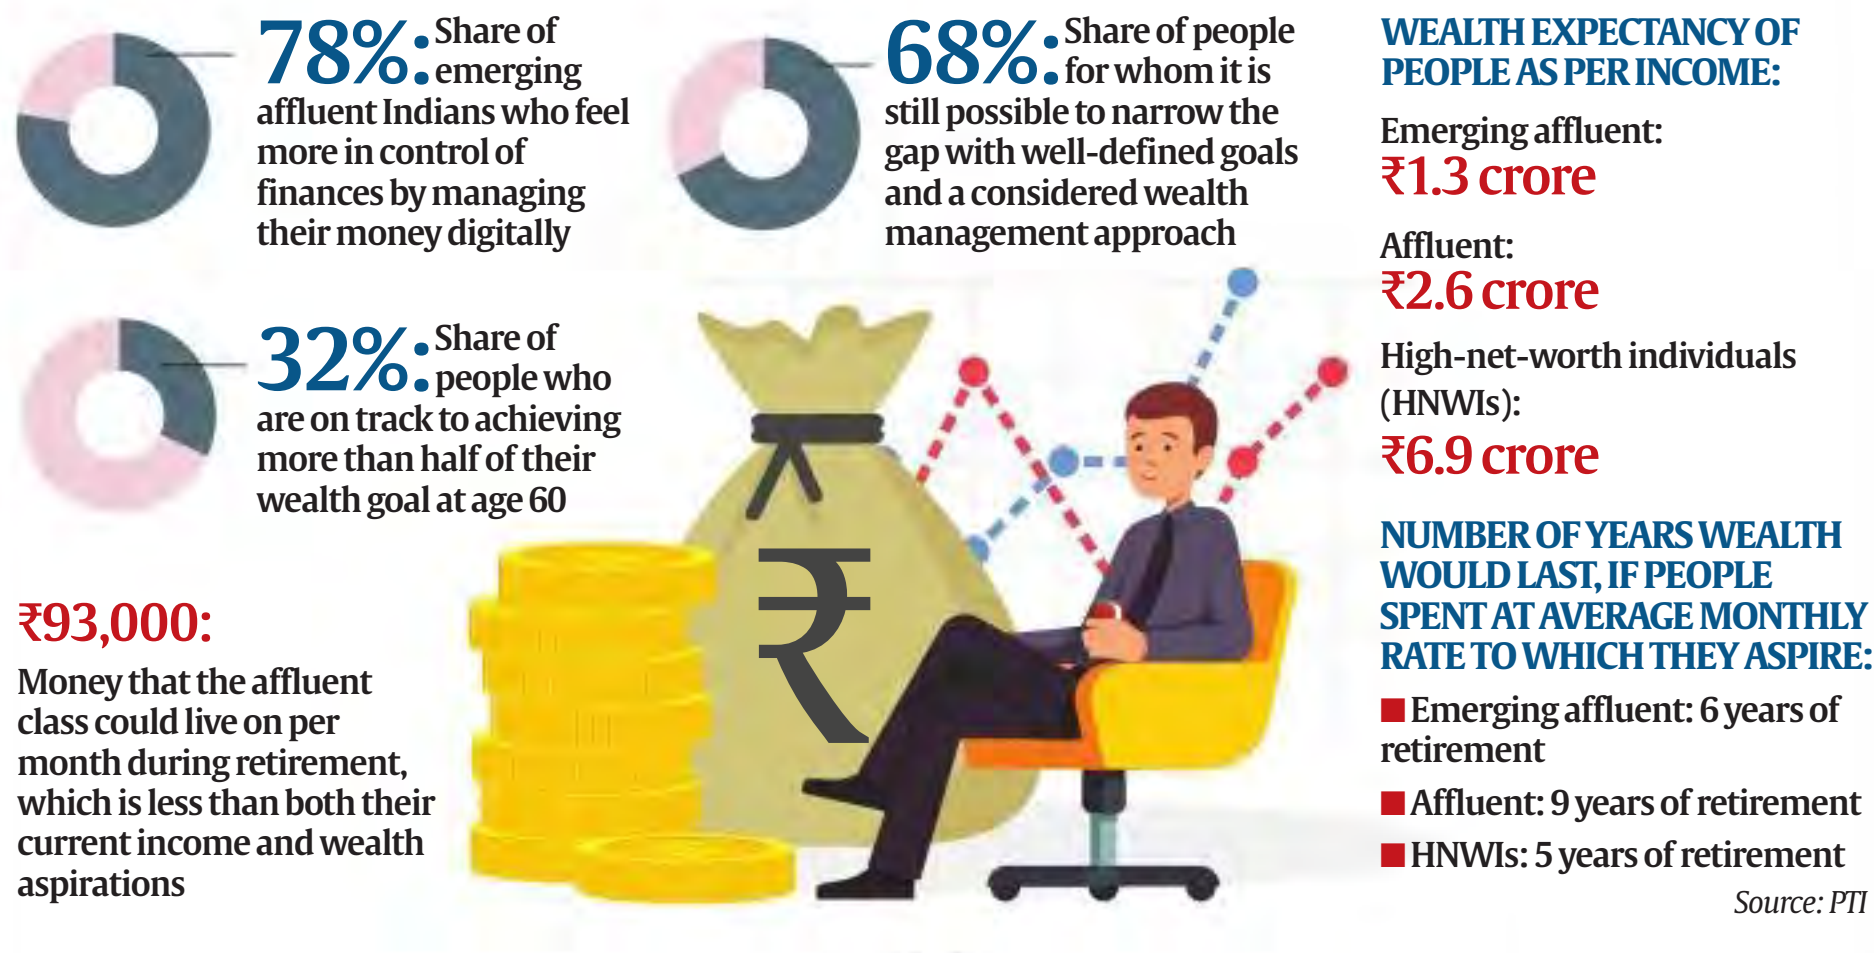 78%: Share of
emerging
affluent Indians who feel
more in control of
finances by managing
their money digitally
68%: Share of people
for whom it is
still possible to narrow the
gap with well-defined goals
and a considered wealth
management approach
32%: Share of
people who
are on track to achieving
more than half of their
wealth goal at age 60
₹93,000:
Money that the affluent
class could live on per
month during retirement,
which is less than both their
current income and wealth
aspirations
₹
WEALTH EXPECTANCY OF
PEOPLE AS PER INCOME:
Emerging affluent:
₹1.3 crore
Affluent:
₹2.6 crore
High-net-worth individuals
(HNWIs):
₹6.9 crore
NUMBER OF YEARS WEALTH
WOULD LAST, IF PEOPLE
SPENT AT AVERAGE MONTHLY
RATE TO WHICH THEY ASPIRE:
■ Emerging affluent: 6 years of
retirement
■ Affluent: 9 years of retirement
■ HNWIs: 5 years of retirement
Source: PTI